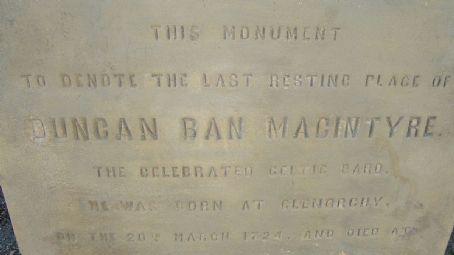 THIS MONUMENT
TO DENOTE THE LAST RESTING PLACE OF
DUNCAN BAN MACINTYRE.
THE CELEBRATED CELTIC BARD.
HE WAS BORN AT GLENORCHY,
ON THE 20TH MARCH 1724. AND DIED AT